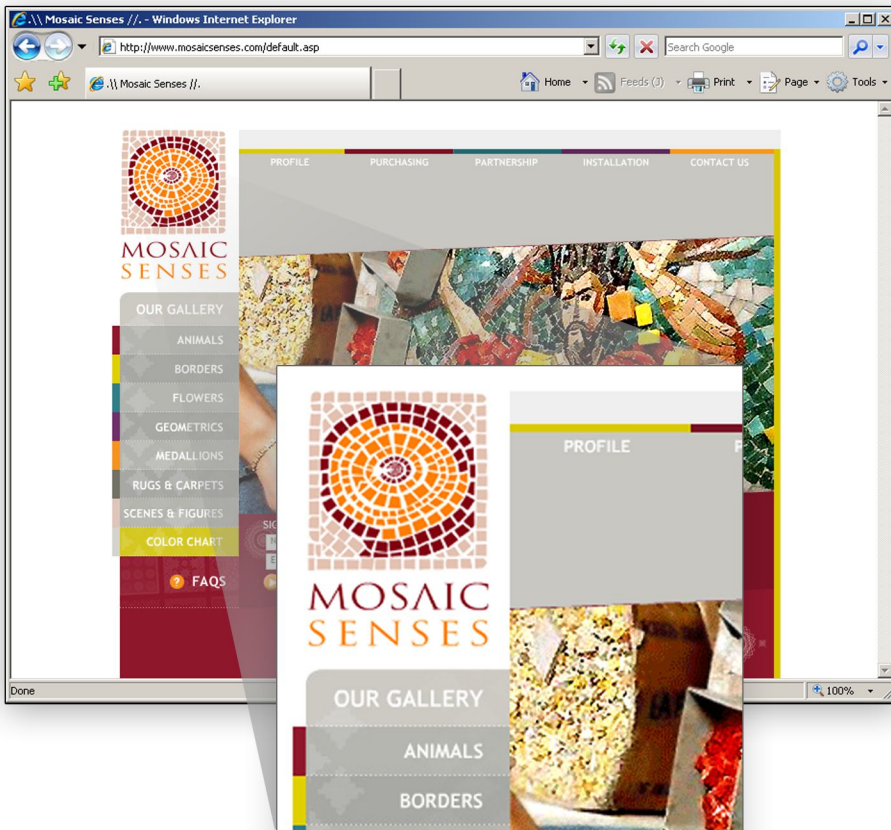 .\\ Mosaic Senses //. - Windows Internet Explorer
http://www.mosaicsenses.com/default.asp
Search Google
.\\ Mosaic Senses //.
Home
Feeds (J)
Print
Page
Tools
PROFILE
PURCHASING
PARTNERSHIP
INSTALLATION
CONTACT US
MOSAIC
SENSES
OUR GALLERY
ANIMALS
BORDERS
FLOWERS
GEOMETRICS
MEDALLIONS
RUGS & CARPETS
SCENES & FIGURES
COLOR CHART
? FAQS
PROFILE
MOSAIC
SENSES
OUR GALLERY
ANIMALS
BORDERS
Done
100%